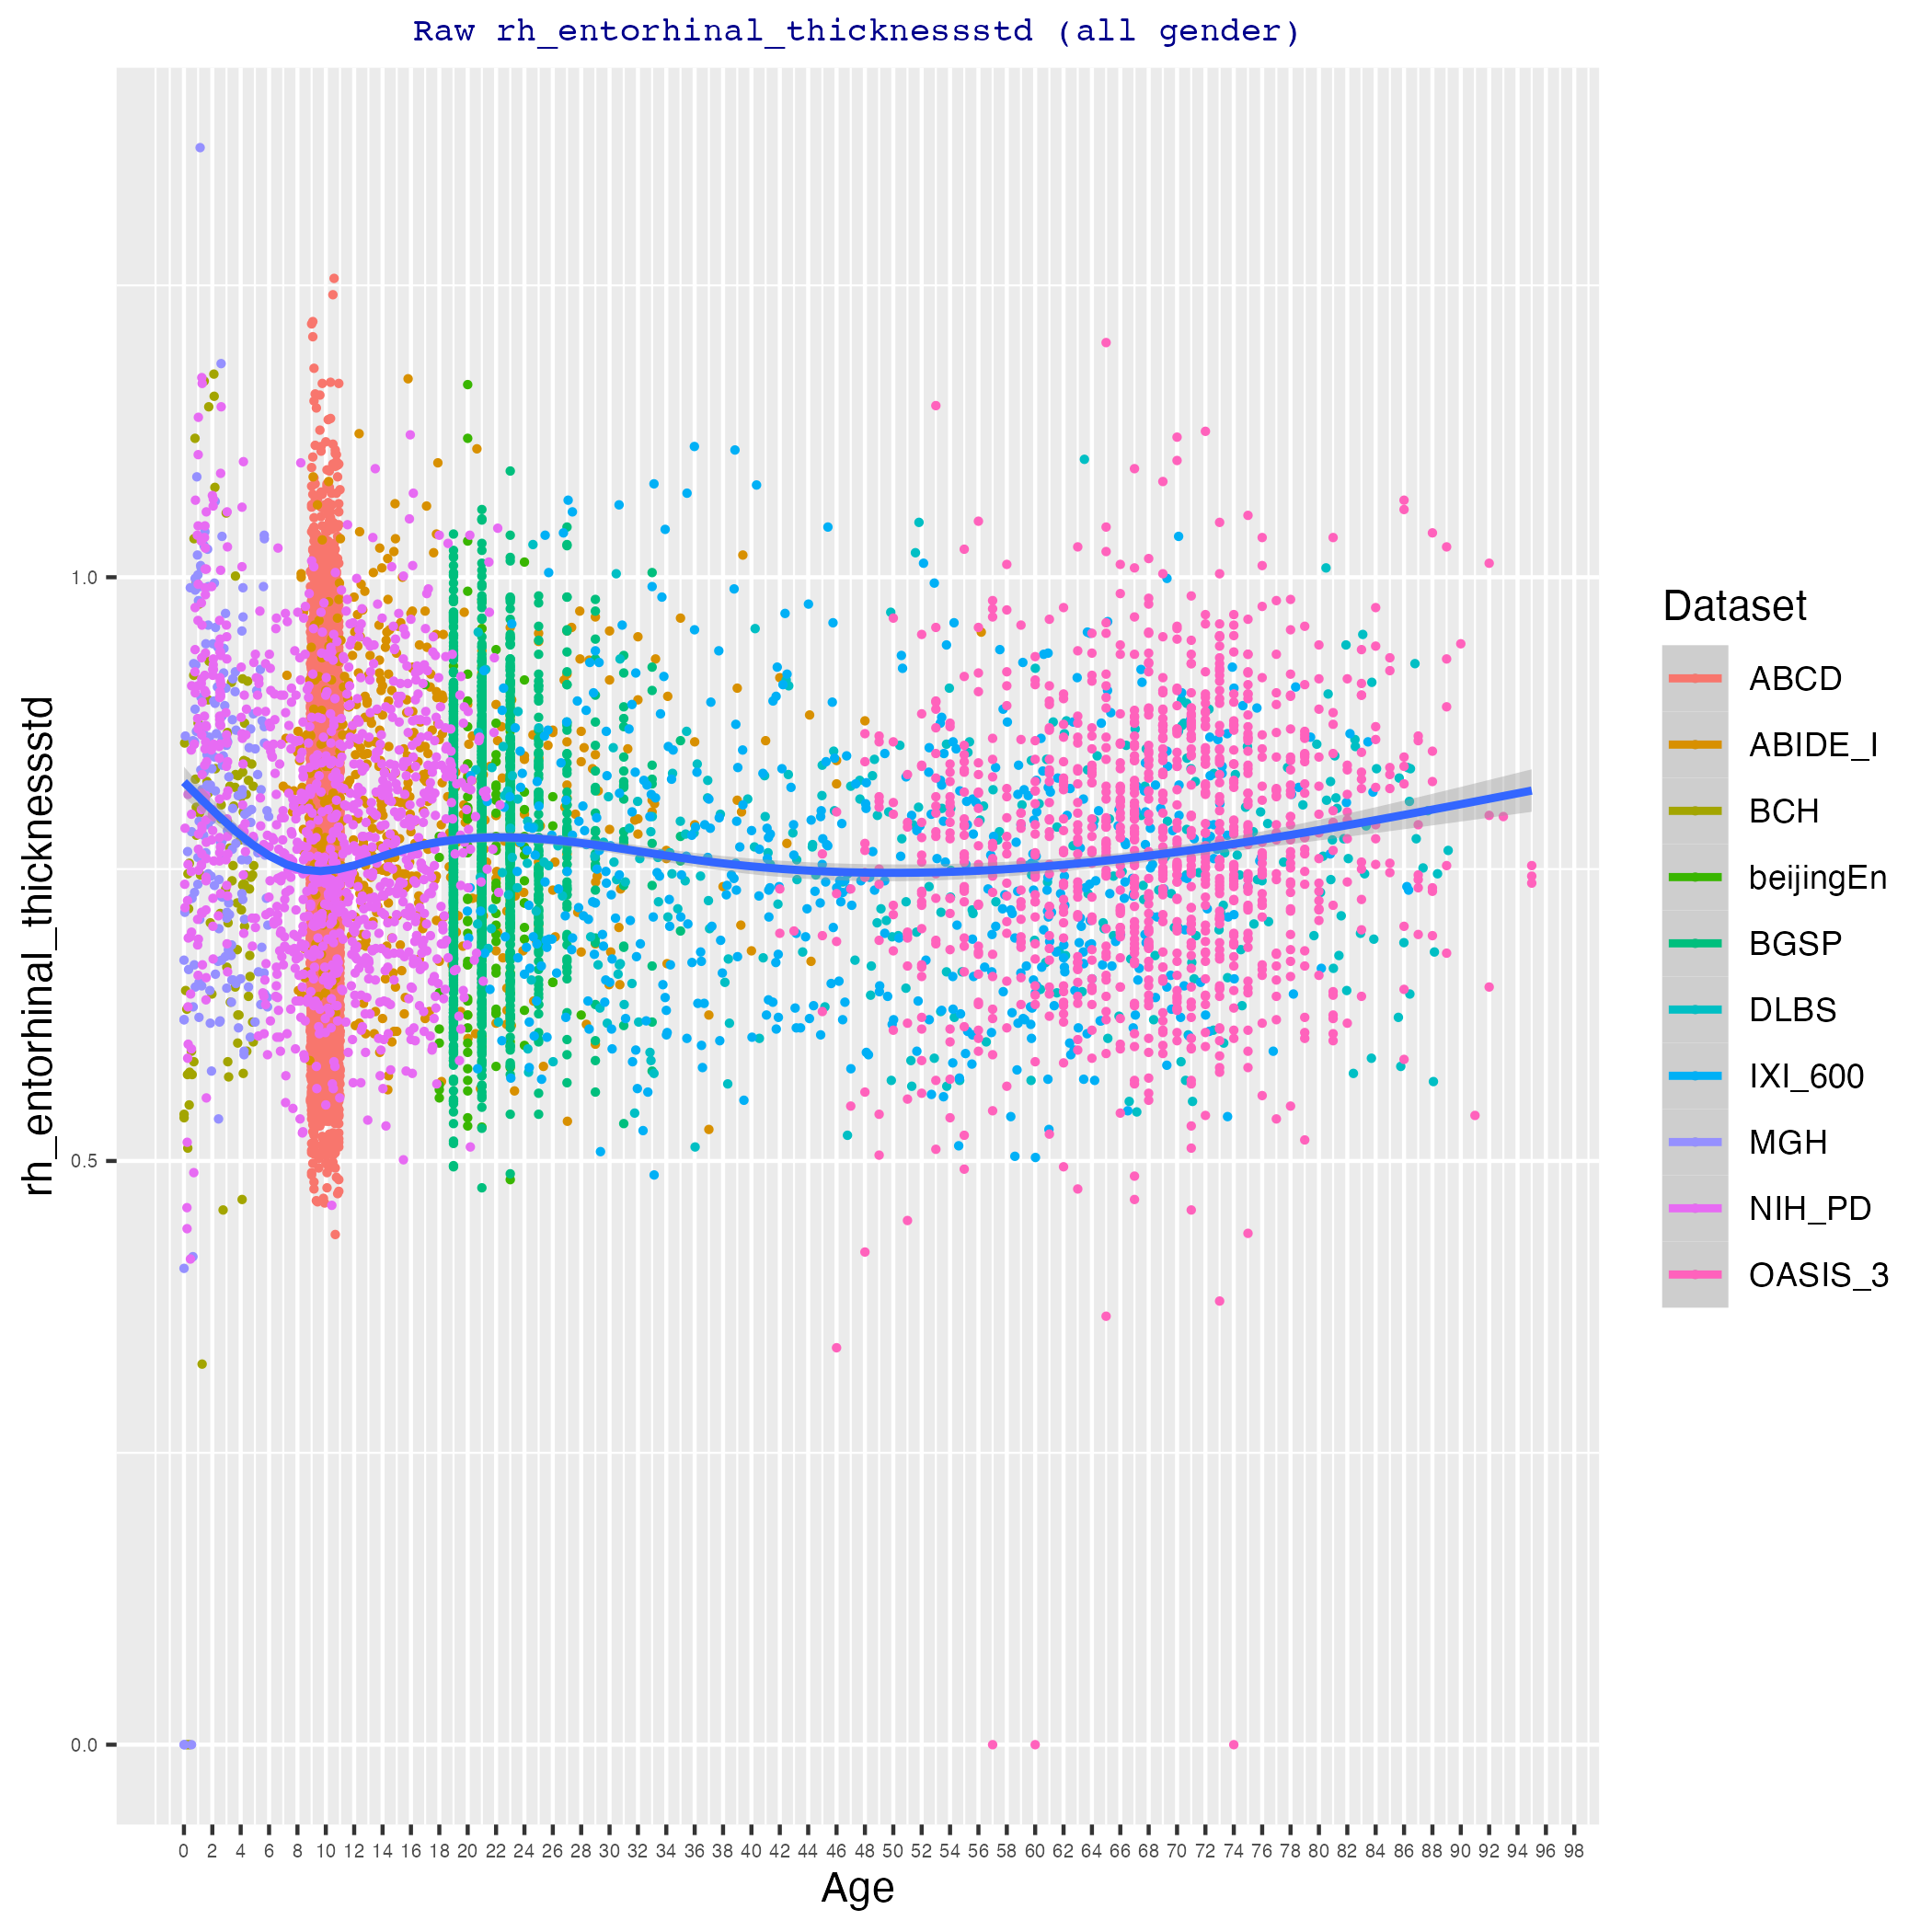 Raw rh_entorhinal_thicknessstd (all gender)
rh_entorhinal_thicknessstd
1.0
0.5
0.0
0 2 4 6 8 10 12 14 16 18 20 22 24 26 28 30 32 34 36 38 40 42 44 46 48 50 52 54 56 58 60 62 64 66 68 70 72 74 76 78 80 82 84 86 88 90 92 94 96 98
Age
Dataset
ABCD
ABIDE_I
BCH
beijingEn
BGSP
DLBS
IXI_600
MGH
NIH_PD
OASIS_3